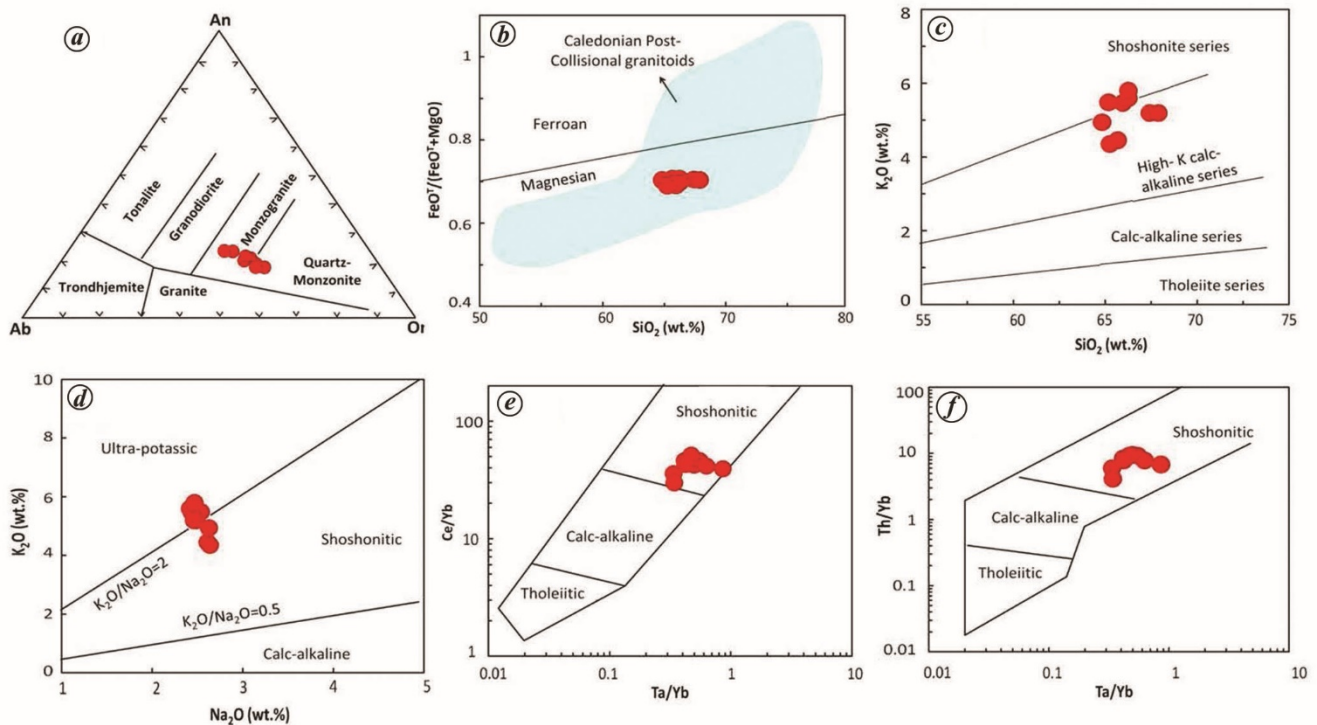 a
An
Tonalite
Granodiorite
Monzogranite
Trondhjemite
Granite
Quartz-
Monzonite
Ab
Or
b
Caledonian Post-
Collisional granitoids
Ferroan
Magnesian
FeOᵀ/(FeOᵀ+MgO)
1
0.8
0.6
0.4
50
60
70
80
SiO₂ (wt.%)
c
Shoshonite series
High- K calc-
alkaline series
Calc-alkaline series
Tholeiite series
K₂O (wt.%)
8
6
4
2
0
55
60
65
70
75
SiO₂ (wt.%)
d
Ultra-potassic
Shoshonitic
K₂O/Na₂O=2
K₂O/Na₂O=0.5
Calc-alkaline
K₂O (wt.%)
10
8
6
4
2
0
1
2
3
4
5
Na₂O (wt.%)
e
Shoshonitic
Calc-alkaline
Tholeiitic
Ce/Yb
100
10
1
0.01
0.1
1
10
Ta/Yb
f
Shoshonitic
Calc-alkaline
Tholeiitic
Th/Yb
100
10
1
0.1
0.01
0.01
0.1
1
10
Ta/Yb